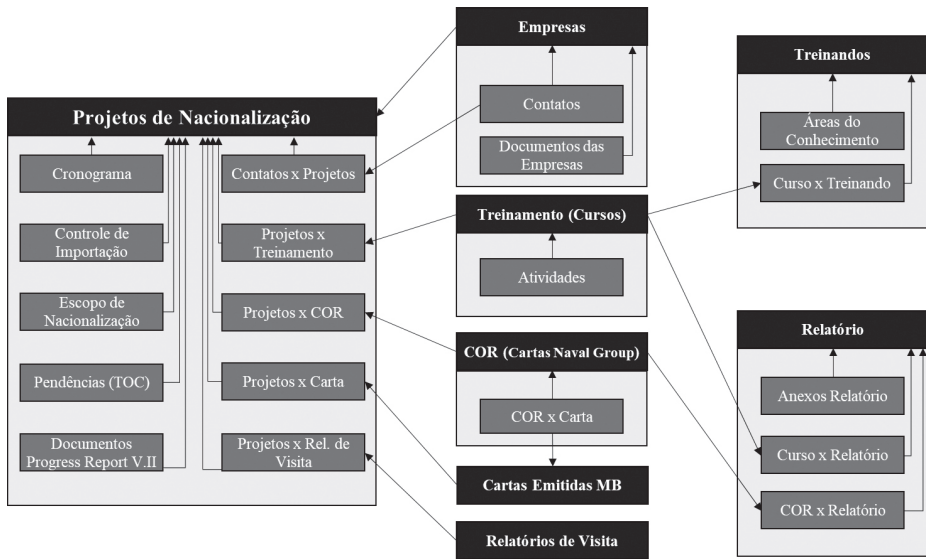 Projetos de Nacionalização
Cronograma
Controle de
Importação
Escopo de
Nacionalização
Pendências (TOC)
Documentos
Progress Report V.II
Contatos x Projetos
Projetos x
Treinamento
Projetos x COR
Projetos x Carta
Projetos x Rel. de
Visita
Empresas
Contatos
Documentos das
Empresas
Treinamento (Cursos)
Atividades
COR (Cartas Naval Group)
COR x Carta
Cartas Emitidas MB
Relatórios de Visita
Treinandos
Áreas do
Conhecimento
Curso x Treinando
Relatório
Anexos Relatório
Curso x Relatório
COR x Relatório